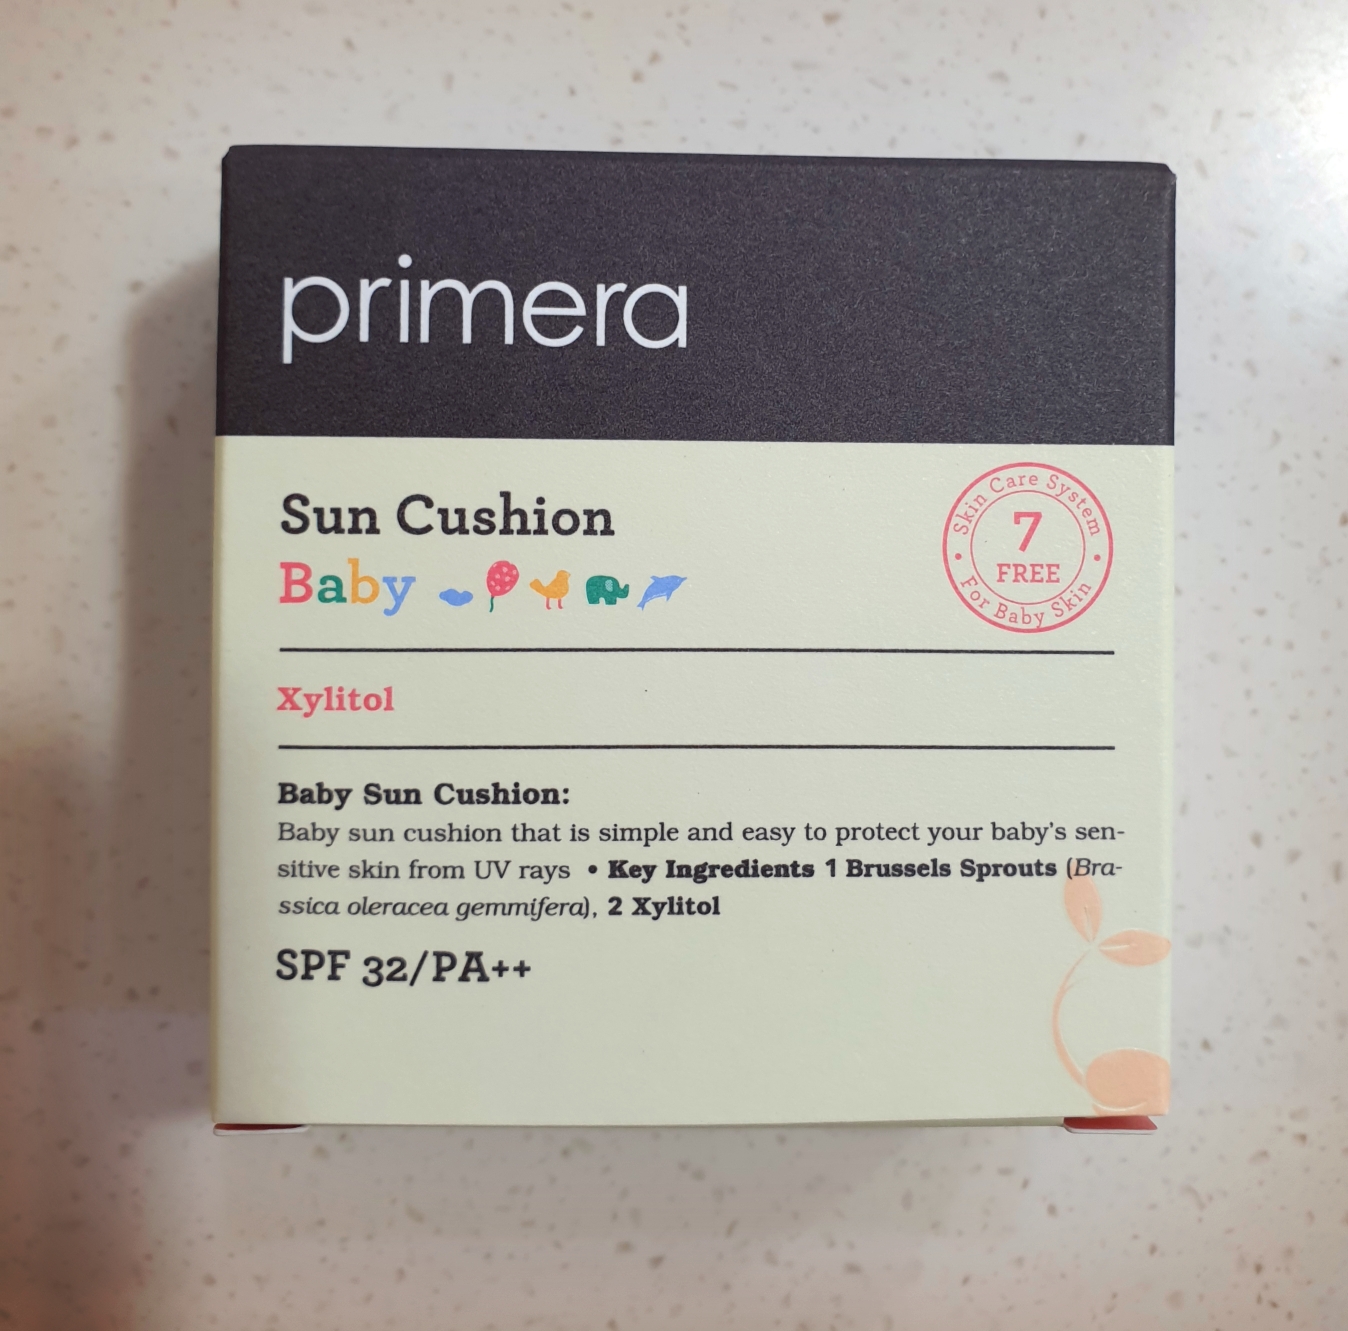 primera
Sun Cushion
Baby
Skin Care System
7
FREE
For Baby Skin
Xylitol
Baby Sun Cushion:
Baby sun cushion that is simple and easy to protect your baby's sen-
sitive skin from UV rays • Key Ingredients 1 Brussels Sprouts (Bra-
ssica oleracea gemmifera), 2 Xylitol
SPF 32/PA++